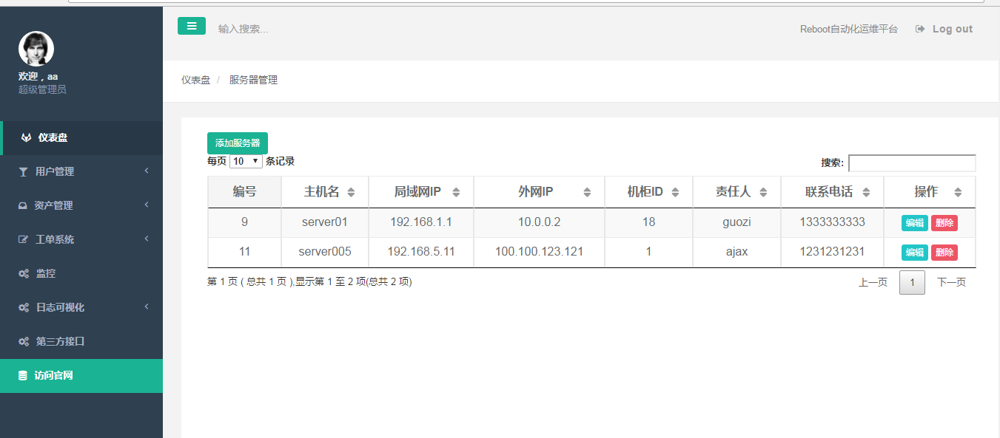 输入搜索...
Reboot自动化运维平台
Log out
欢迎，aa
超级管理员
仪表盘
用户管理
资产管理
工单系统
监控
日志可视化
第三方接口
访问官网
仪表盘 / 服务器管理
添加服务器
每页 10 条记录
搜索:
编号 主机名 局域网IP 外网IP 机柜ID 责任人 联系电话 操作
9 server01 192.168.1.1 10.0.0.2 18 guozi 1333333333 编辑 删除
11 server005 192.168.5.11 100.100.123.121 1 ajax 1231231231 编辑 删除
第 1 页 ( 总共 1 页 ),显示第 1 至 2 项(总共 2 项)
上一页 1 下一页